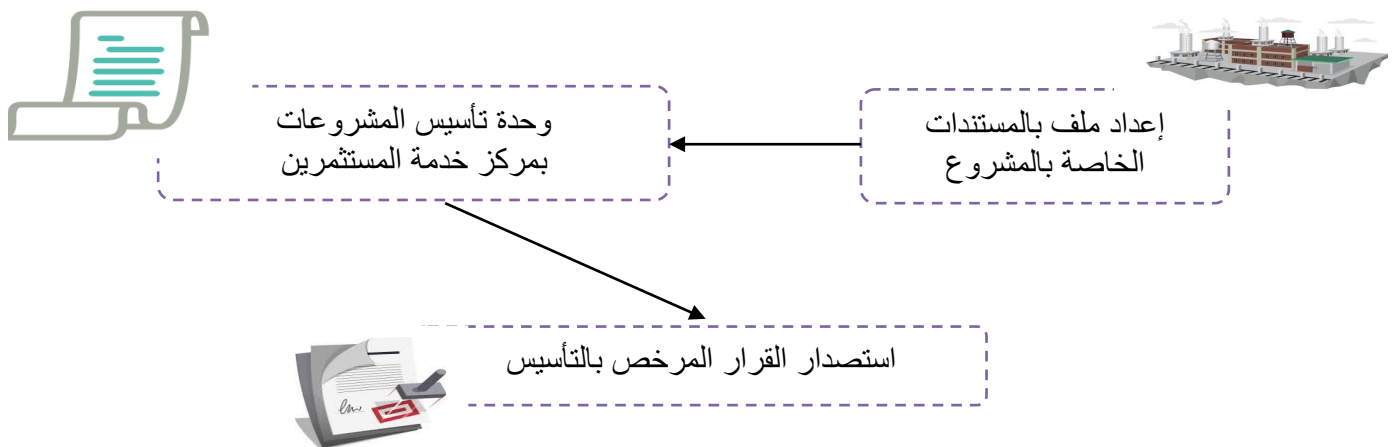 إعداد ملف بالمستندات
الخاصة بالمشروع
وحدة تأسيس المشروعات
بمركز خدمة المستثمرين
استصدار القرار المرخص بالتأسيس